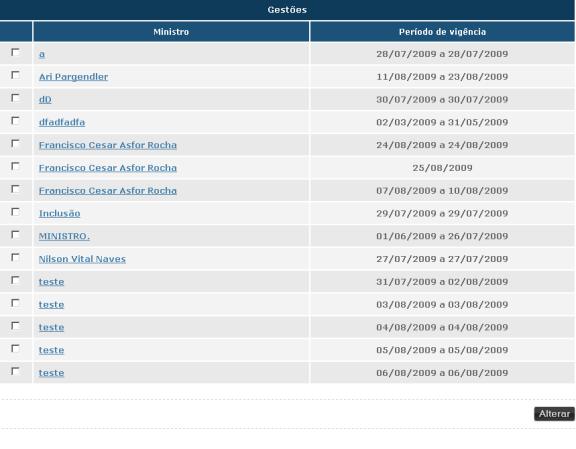 Gestões
Ministro Período de vigência
a 28/07/2009 a 28/07/2009
Ari Pargendler 11/08/2009 a 23/08/2009
dD 30/07/2009 a 30/07/2009
dfadfadfa 02/03/2009 a 31/05/2009
Francisco Cesar Asfor Rocha 24/08/2009 a 24/08/2009
Francisco Cesar Asfor Rocha 25/08/2009
Francisco Cesar Asfor Rocha 07/08/2009 a 10/08/2009
Inclusão 29/07/2009 a 29/07/2009
MINISTRO. 01/06/2009 a 26/07/2009
Nilson Vital Naves 27/07/2009 a 27/07/2009
teste 31/07/2009 a 02/08/2009
teste 03/08/2009 a 03/08/2009
teste 04/08/2009 a 04/08/2009
teste 05/08/2009 a 05/08/2009
teste 06/08/2009 a 06/08/2009
Alterar